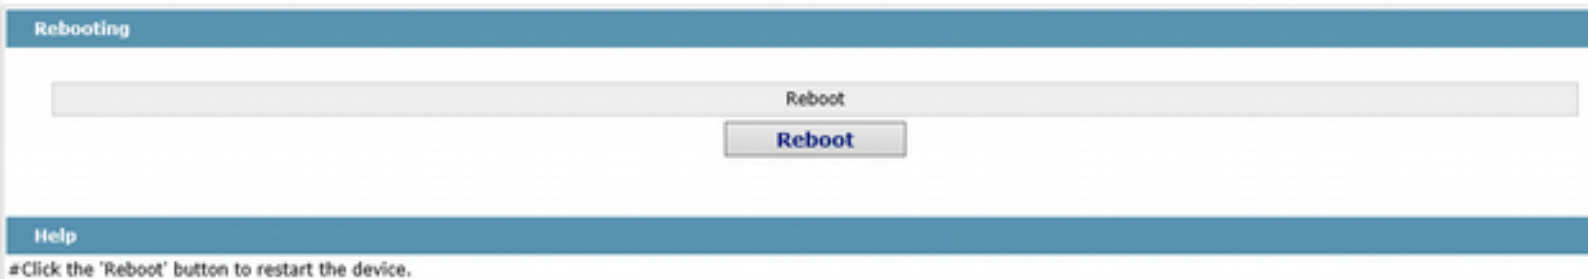 Rebooting
Reboot
Reboot
Help
#Click the 'Reboot' button to restart the device.